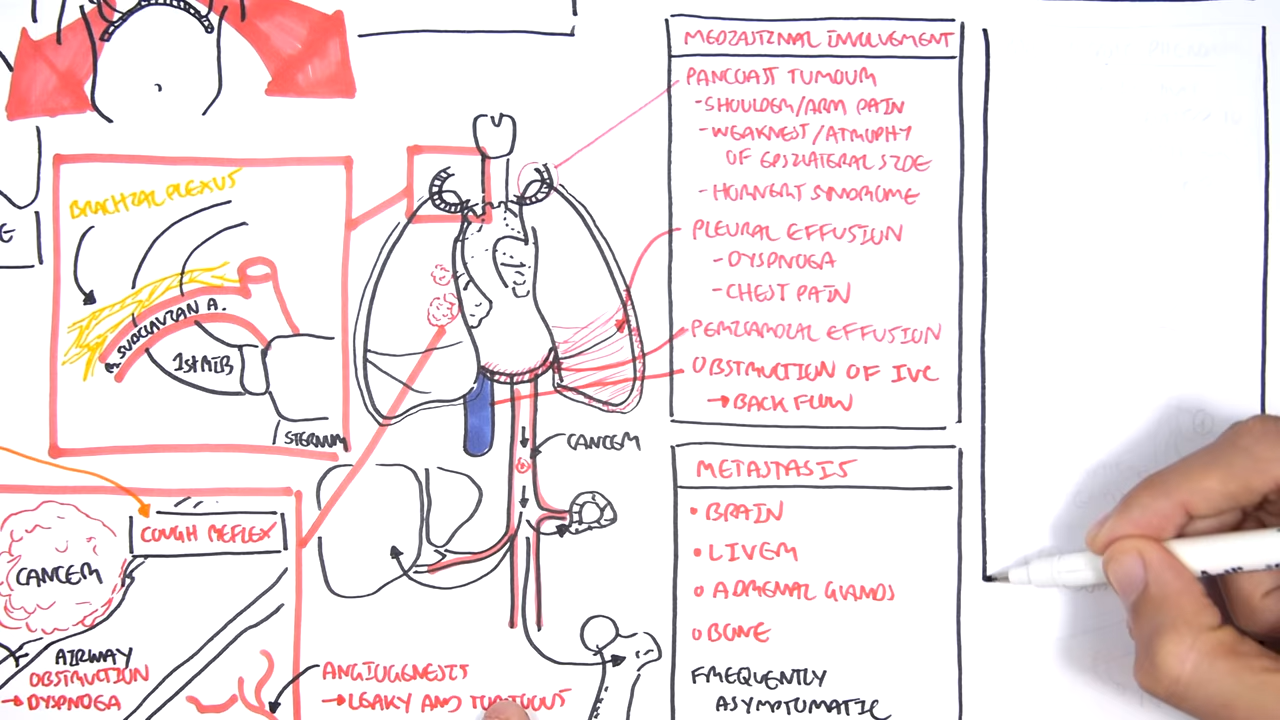 MEDIASTINAL INVOLVEMENT
PANCOAST TUMOUR
-SHOULDER/ARM PAIN
-WEAKNESS/ATROPHY
OF IPSILATERAL SIDE
-HORNERS SYNDROME
PLEURAL EFFUSION
-DYSPNOEA
-CHEST PAIN
PERICARDIAL EFFUSION
OBSTRUCTION OF IVC
→BACK FLOW
BRACHIAL PLEXUS
SUBCLAVIAN A.
1st RIB
STERNUM
E
CANCER
METASTASIS
•BRAIN
•LIVER
•ADRENAL GLANDS
•BONE
FREQUENTLY
ASYMPTOMATIC
COUGH REFLEX
CANCER
AIRWAY
OBSTRUCTION
→DYSPNOEA
ANGIOGENESIS
→LEAKY AND TORTUOUS